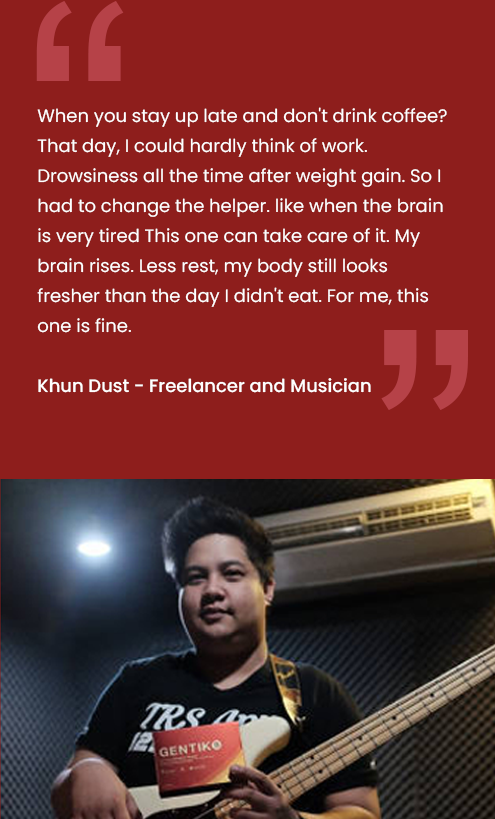 When you stay up late and don't drink coffee?
That day, I could hardly think of work.
Drowsiness all the time after weight gain. So I
had to change the helper. like when the brain
is very tired This one can take care of it. My
brain rises. Less rest, my body still looks
fresher than the day I didn't eat. For me, this
one is fine.
Khun Dust - Freelancer and Musician
TRS
GENTIKO